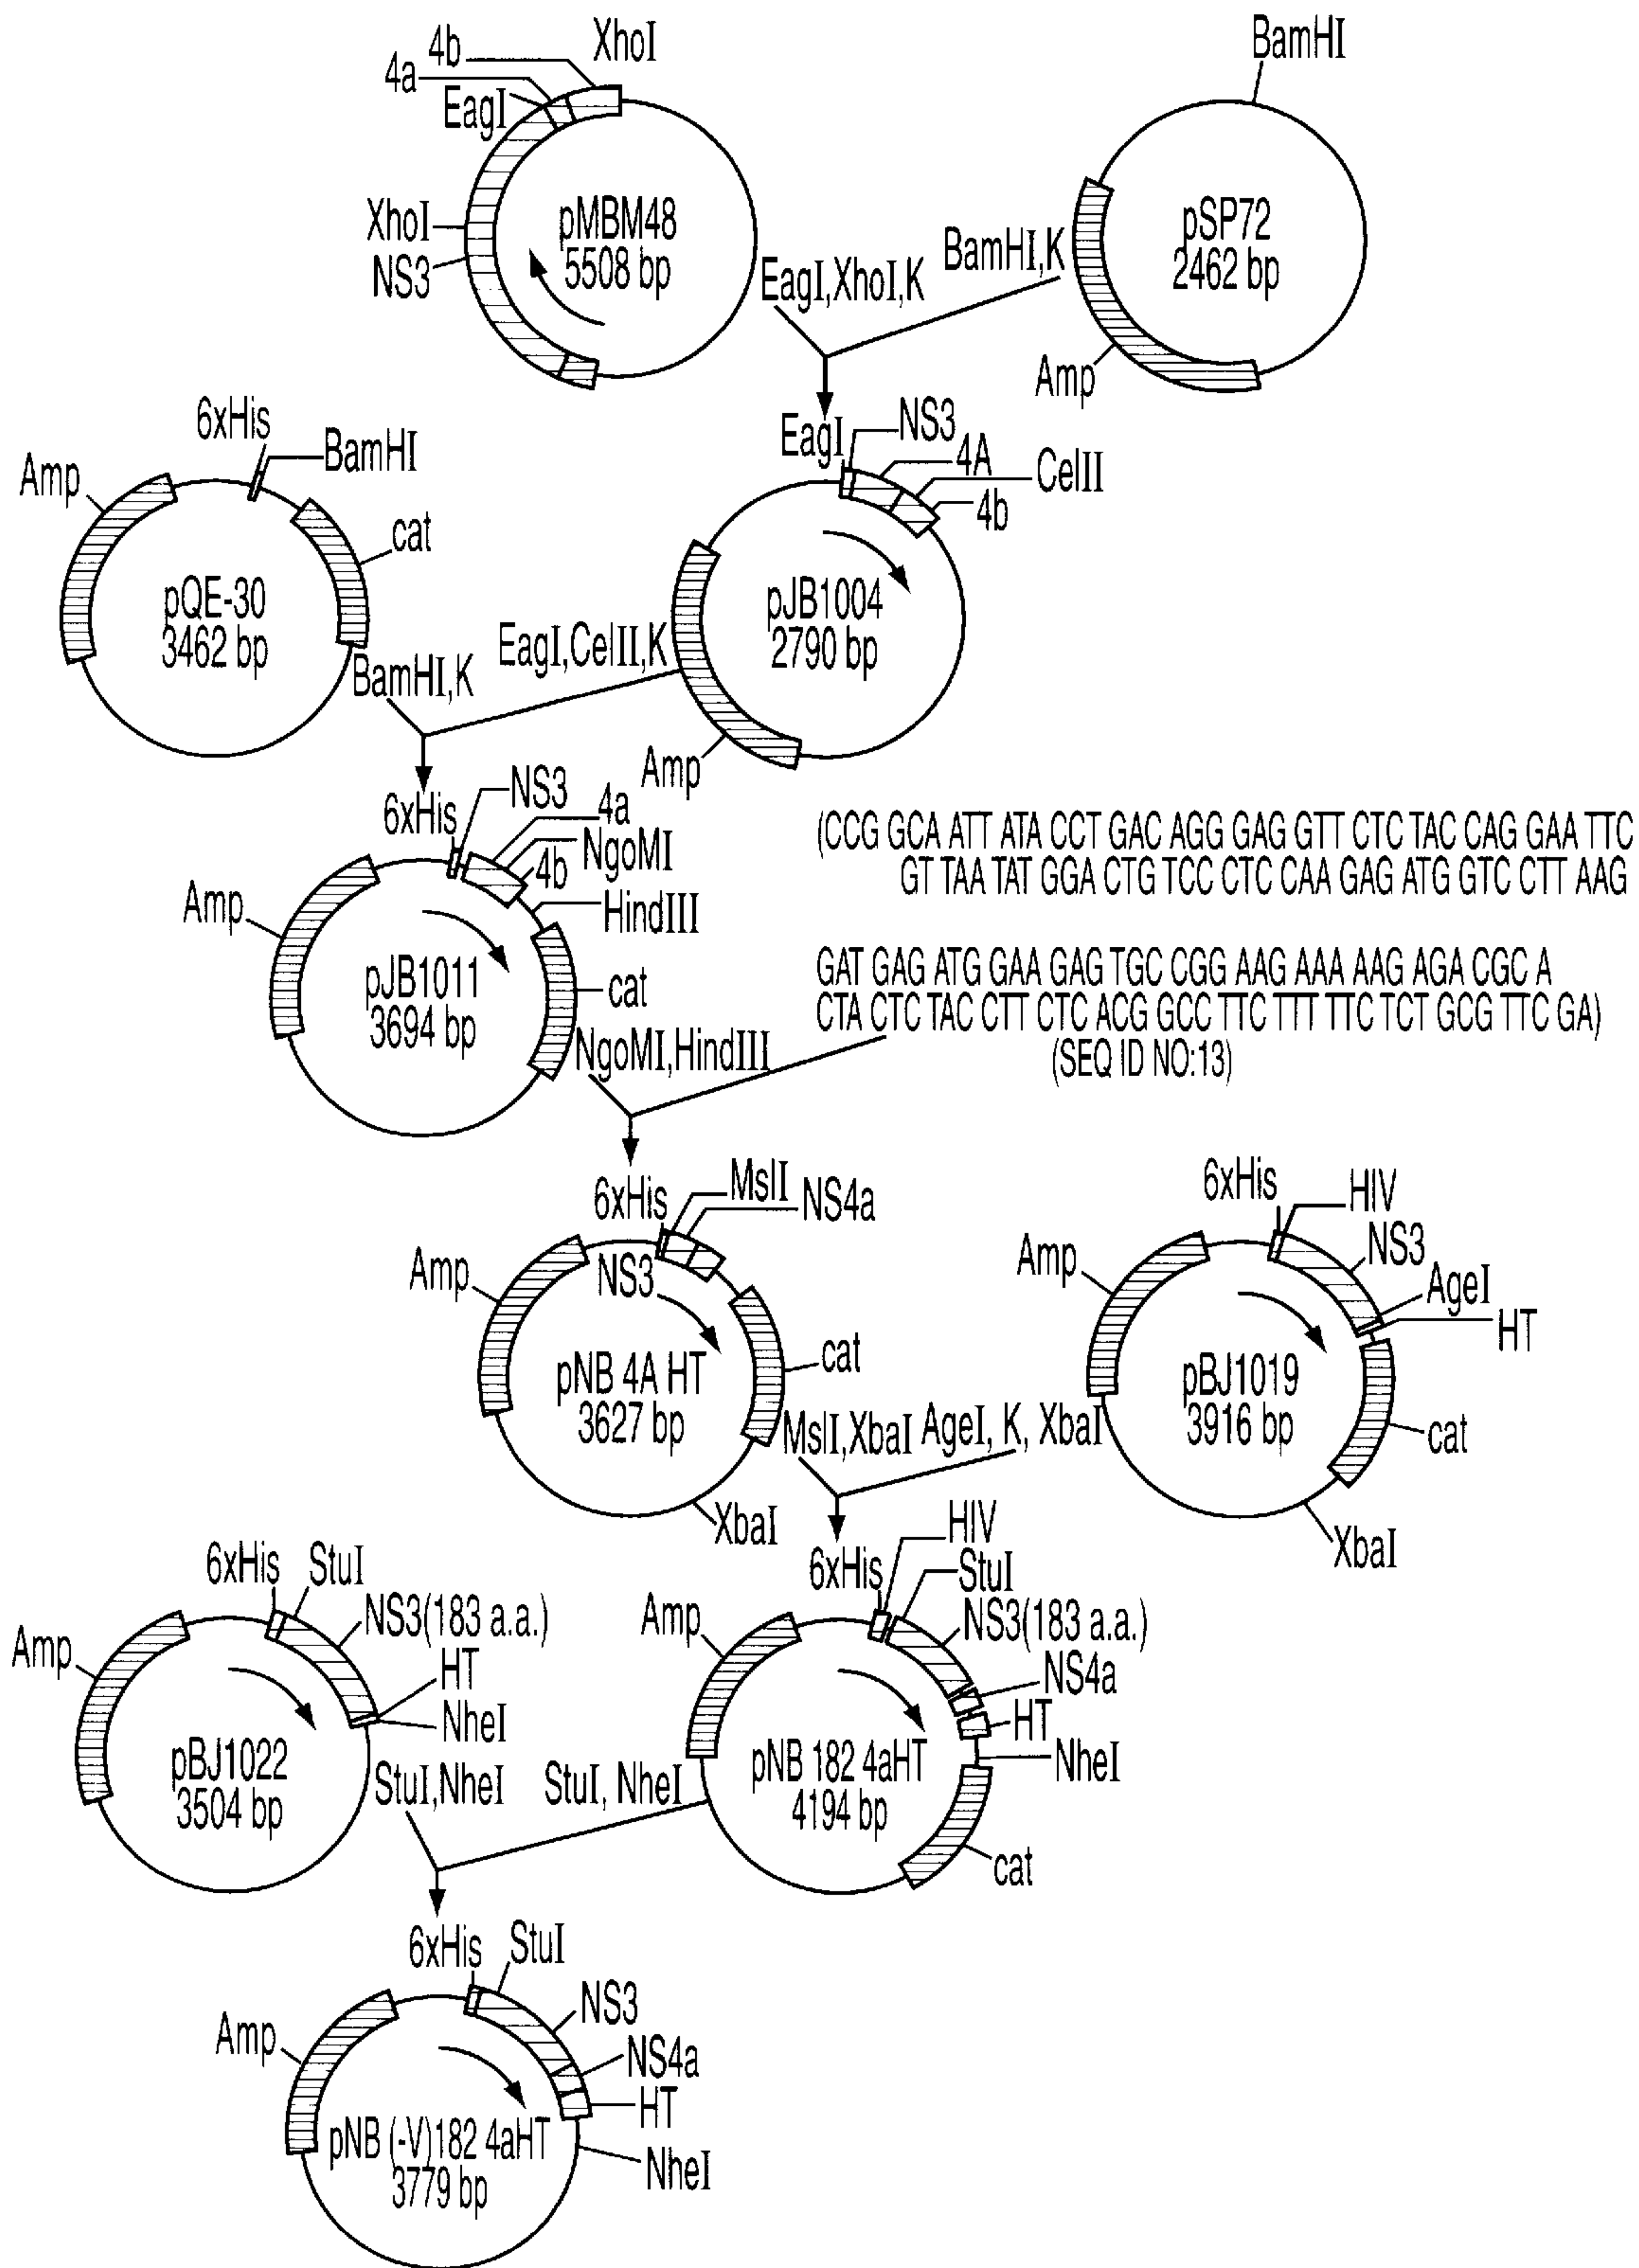 4b
XhoI
4a
EagI
XhoI
NS3
pMBM48
5508 bp
BamHI
pSP72
2462 bp
Amp
EagI,XhoI,K
BamHI,K
6xHis
BamHI
Amp
cat
pQE-30
3462 bp
EagI
NS3
4A
CelII
4b
pJB1004
2790 bp
Amp
BamHI,K
EagI,CelII,K
6xHis
NS3
4a
NgoMI
4b
HindIII
Amp
cat
pJB1011
3694 bp
(CCG GCA ATT ATA CCT GAC AGG GAG GTT CTC TAC CAG GAA TTC
GT TAA TAT GGA CTG TCC CTC CAA GAG ATG GTC CTT AAG
GAT GAG ATG GAA GAG TGC CGG AAG AAA AAG AGA CGC A
CTA CTC TAC CTT CTC ACG GCC TTC TTT TTC TCT GCG TTC GA)
(SEQ ID NO:13)
NgoMI,HindIII
6xHis
MslI
NS4a
Amp
NS3
cat
pNB 4A HT
3627 bp
XbaI
6xHis
HIV
NS3
AgeI
HT
Amp
pBJ1019
3916 bp
cat
XbaI
MslI,XbaI
AgeI, K, XbaI
6xHis
StuI
NS3(183 a.a.)
HT
NheI
Amp
pBJ1022
3504 bp
6xHis
HIV
StuI
NS3(183 a.a.)
NS4a
HT
NheI
Amp
pNB 182 4aHT
4194 bp
cat
StuI,NheI
StuI, NheI
6xHis
StuI
NS3
NS4a
HT
NheI
Amp
pNB (-V)182 4aHT
3779 bp